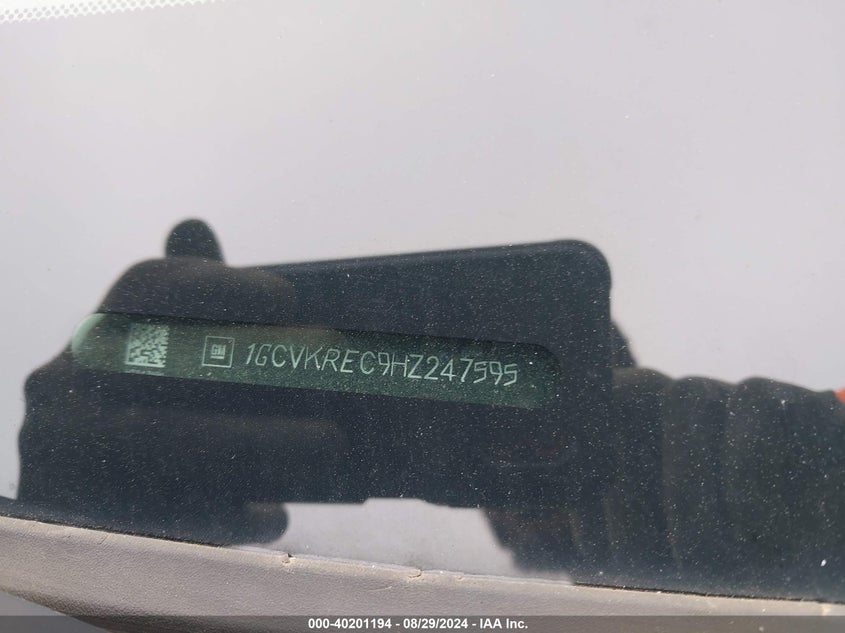 GM 1GCVKREC9HZ247595
000-40201194 - 08/29/2024 - IAA Inc.